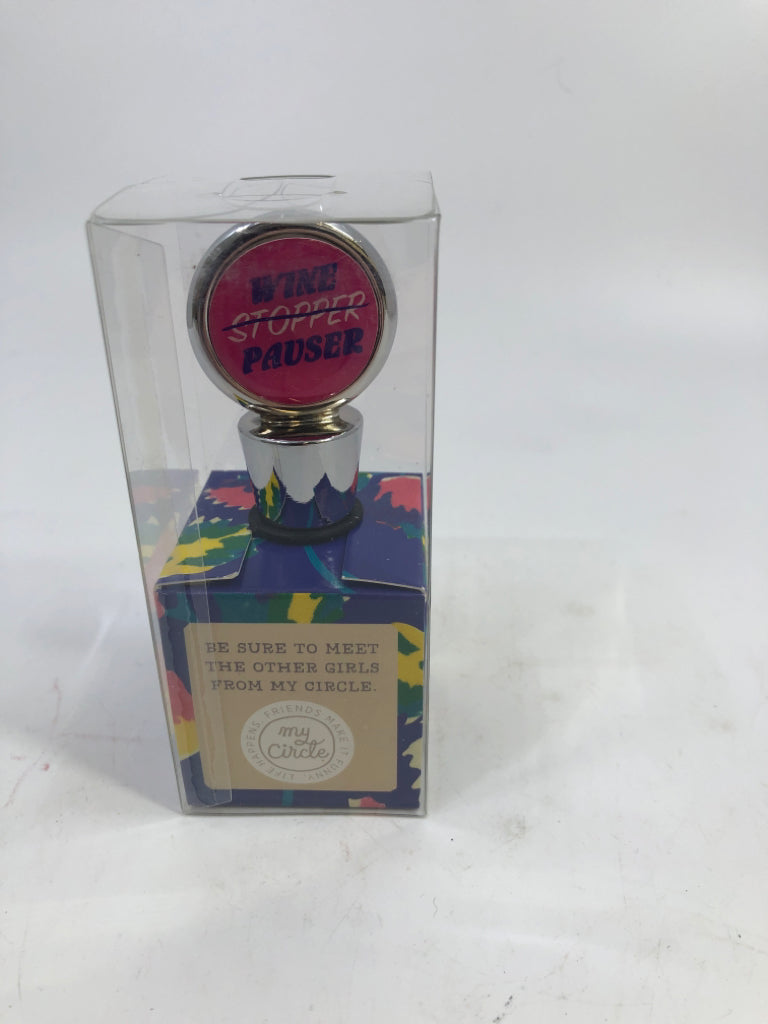 WINE
STOPPER
PAUSER
BE SURE TO MEET
THE OTHER GIRLS
FROM MY CIRCLE.
LIFE HAPPENS. FRIENDS MAKE IT FUNNY.
my
Circle